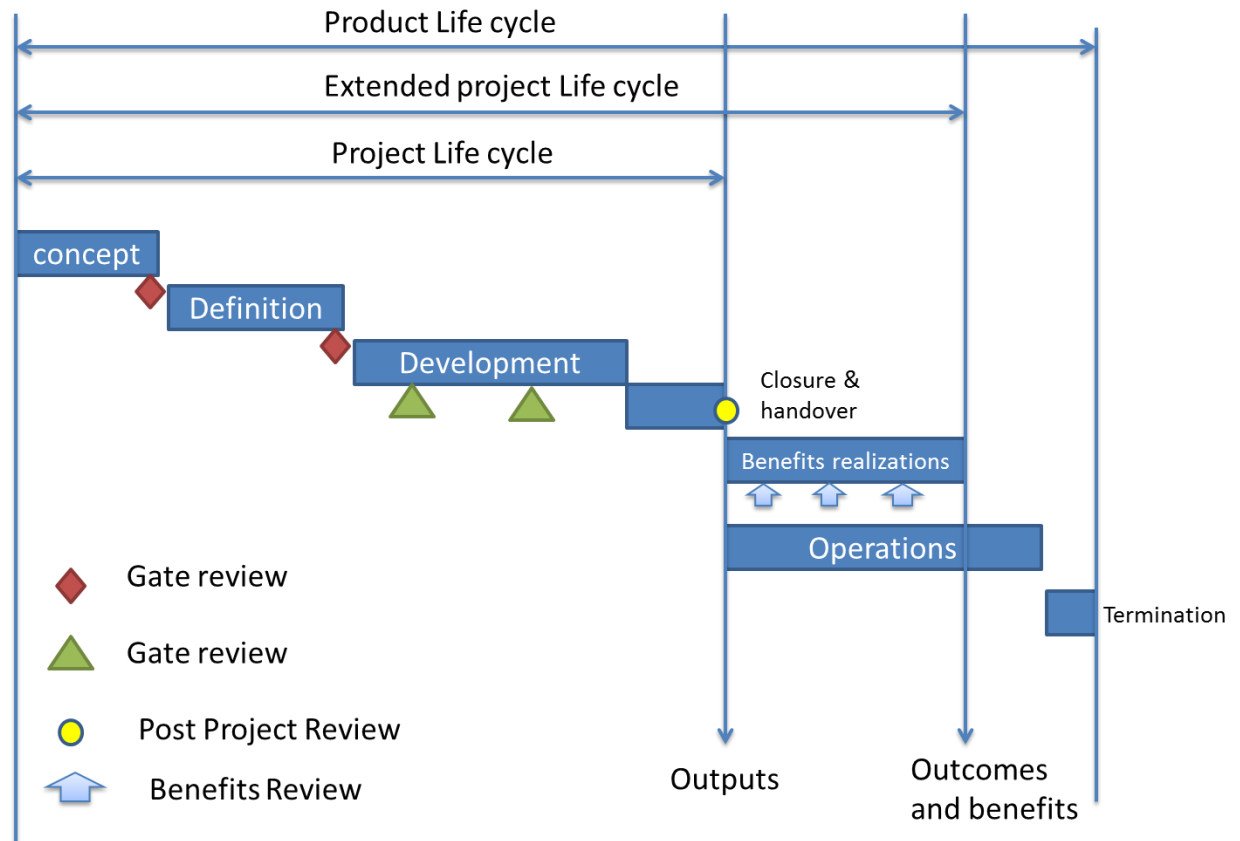 Product Life cycle
Extended project Life cycle
Project Life cycle
concept
Definition
Development
Closure &
handover
Benefits realizations
Operations
Termination
Gate review
Gate review
Post Project Review
Benefits Review
Outputs
Outcomes
and benefits